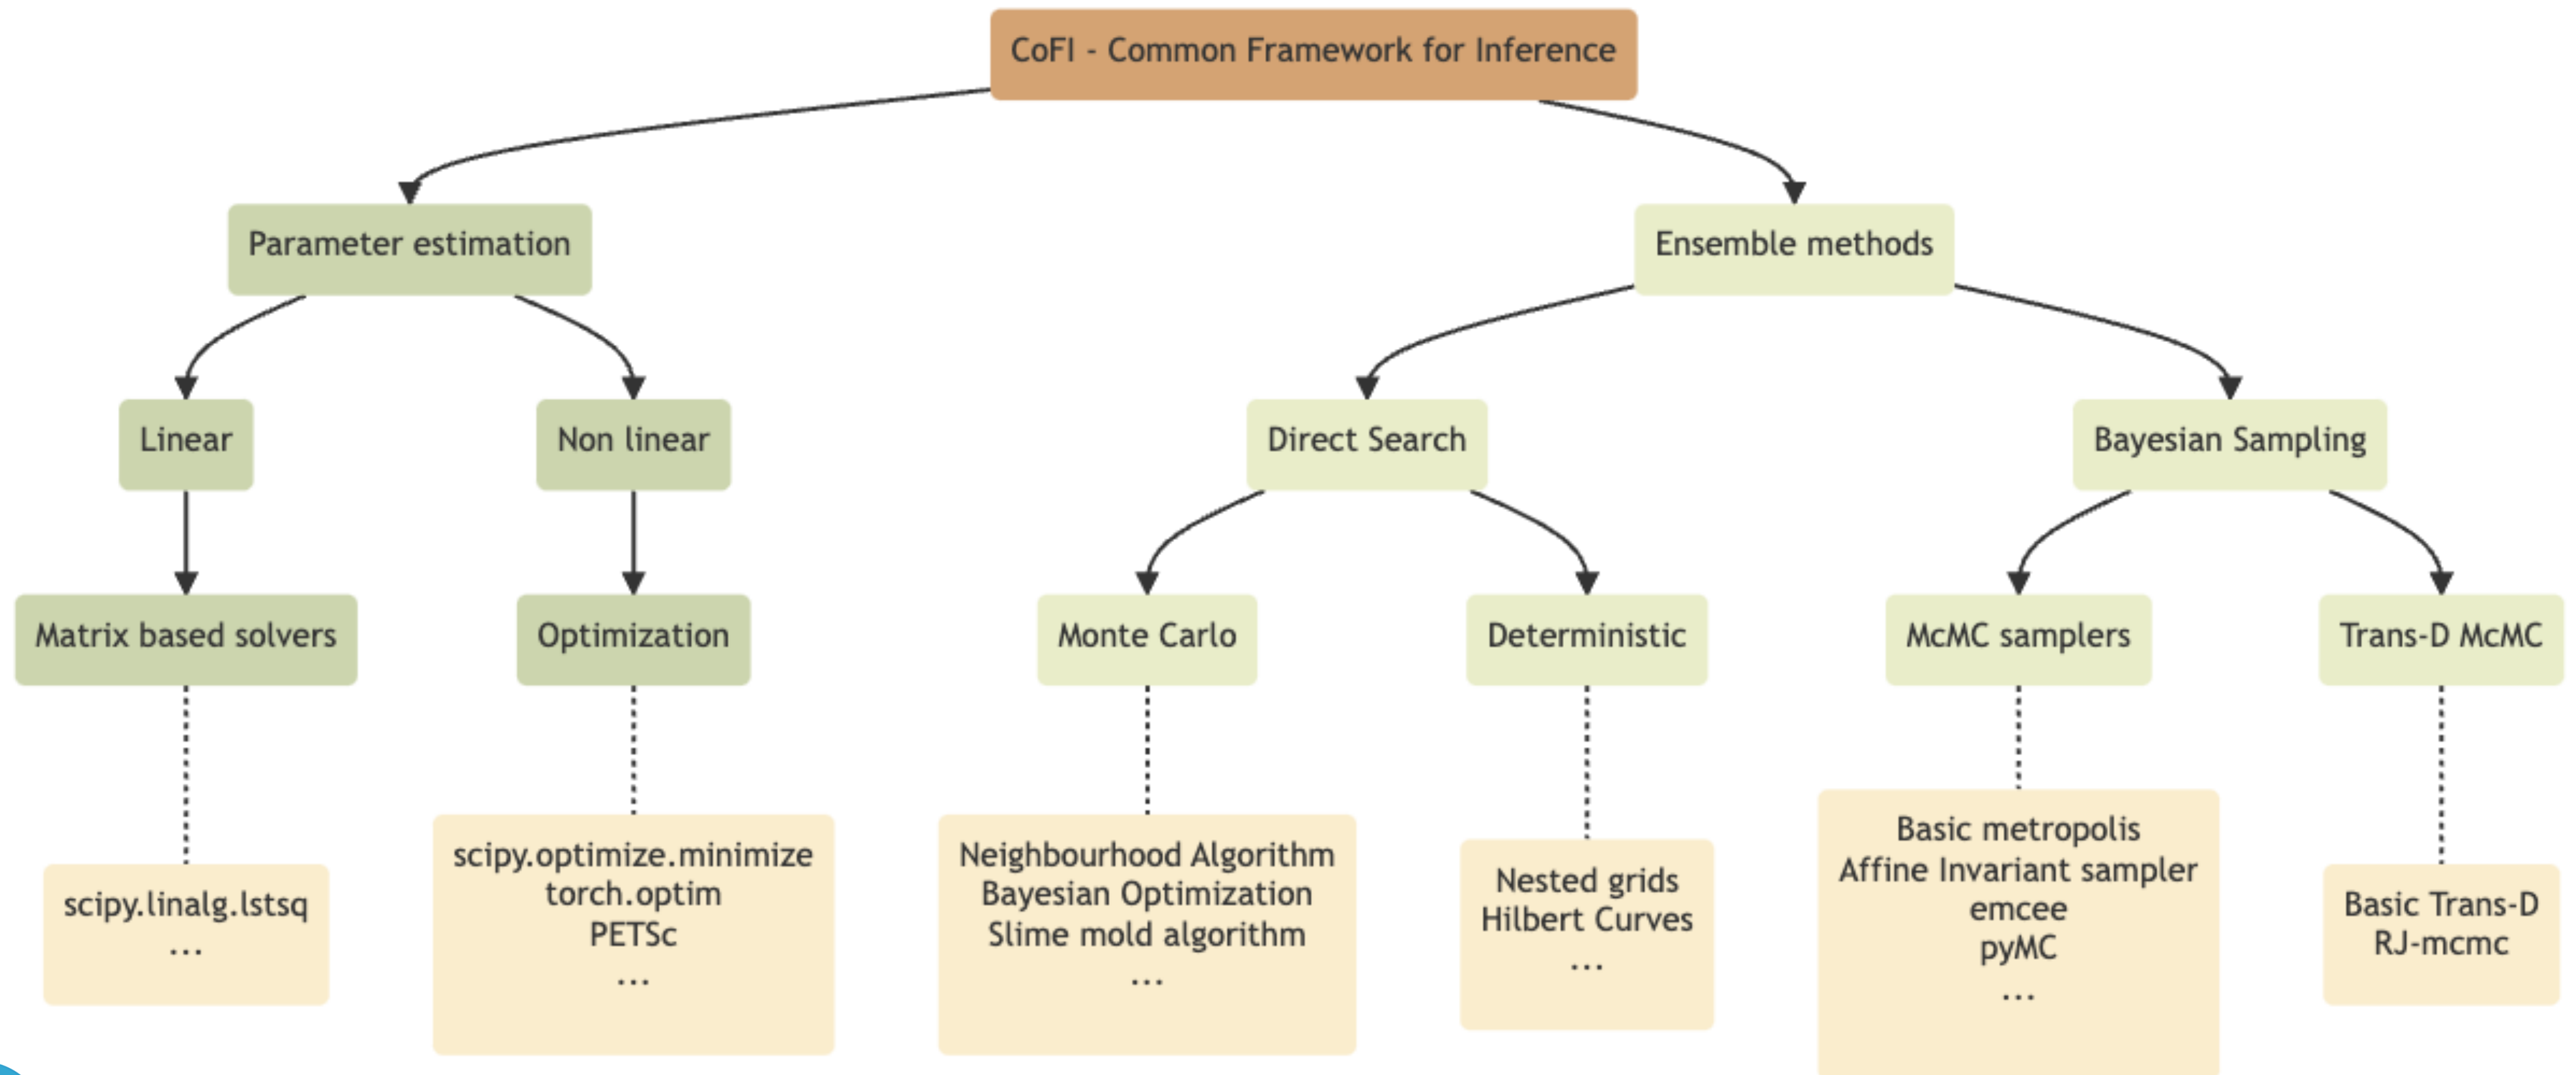 CoFI - Common Framework for Inference
Parameter estimation
Ensemble methods
Linear
Non linear
Direct Search
Bayesian Sampling
Matrix based solvers
Optimization
Monte Carlo
Deterministic
McMC samplers
Trans-D McMC
scipy.linalg.lstsq
...
scipy.optimize.minimize
torch.optim
PETSc
...
Neighbourhood Algorithm
Bayesian Optimization
Slime mold algorithm
...
Nested grids
Hilbert Curves
...
Basic metropolis
Affine Invariant sampler
emcee
pyMC
...
Basic Trans-D
RJ-mcmc